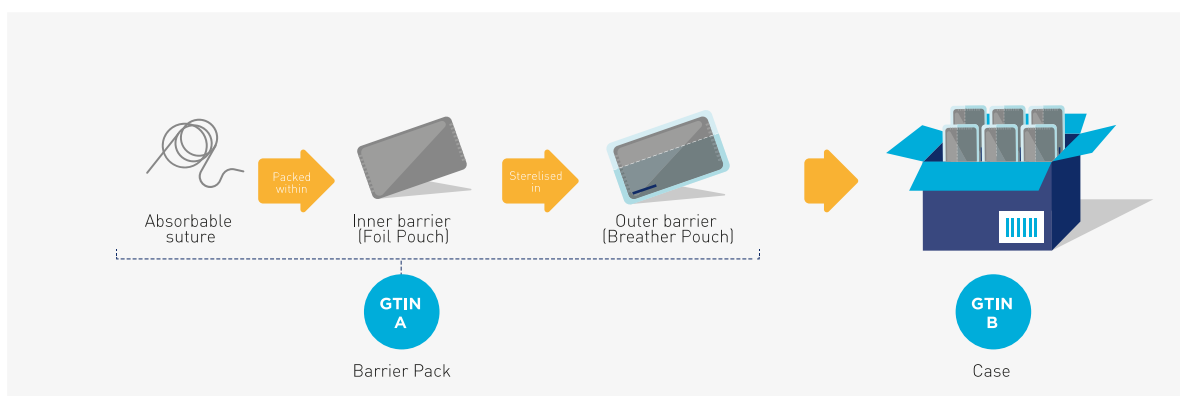 Packed
within
Sterelised
in
Absorbable
suture
Inner barrier
(Foil Pouch)
Outer barrier
(Breather Pouch)
GTIN
A
GTIN
B
Barrier Pack
Case